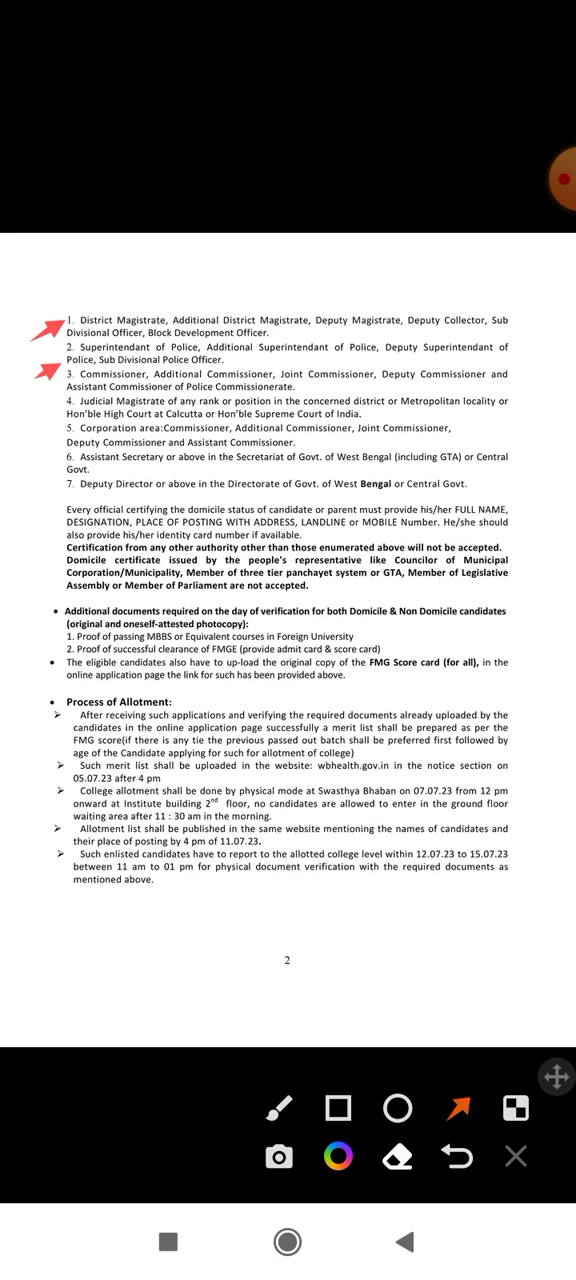 1. District Magistrate, Additional District Magistrate, Deputy Magistrate, Deputy Collector, Sub
Divisional Officer, Block Development Officer.
2. Superintendant of Police, Additional Superintendant of Police, Deputy Superintendant of
Police, Sub Divisional Police Officer.
3. Commissioner, Additional Commissioner, Joint Commissioner, Deputy Commissioner and
Assistant Commissioner of Police Commissionerate.
4. Judicial Magistrate of any rank or position in the concerned district or Metropolitan locality or
Hon'ble High Court at Calcutta or Hon'ble Supreme Court of India.
5. Corporation area:Commissioner, Additional Commissioner, Joint Commissioner,
Deputy Commissioner and Assistant Commissioner.
6. Assistant Secretary or above in the Secretariat of Govt. of West Bengal (including GTA) or Central
Govt.
7. Deputy Director or above in the Directorate of Govt. of West Bengal or Central Govt.
Every official certifying the domicile status of candidate or parent must provide his/her FULL NAME,
DESIGNATION, PLACE OF POSTING WITH ADDRESS, LANDLINE or MOBILE Number. He/she should
also provide his/her identity card number if available.
Certification from any other authority other than those enumerated above will not be accepted.
Domicile certificate issued by the people's representative like Councilor of Municipal
Corporation/Municipality, Member of three tier panchayet system or GTA, Member of Legislative
Assembly or Member of Parliament are not accepted.
• Additional documents required on the day of verification for both Domicile & Non Domicile candidates
(original and oneself-attested photocopy):
1. Proof of passing MBBS or Equivalent courses in Foreign University
2. Proof of successful clearance of FMGE (provide admit card & score card)
• The eligible candidates also have to up-load the original copy of the FMG Score card (for all), in the
online application page the link for such has been provided above.
• Process of Allotment:
➢ After receiving such applications and verifying the required documents already uploaded by the
candidates in the online application page successfully a merit list shall be prepared as per the
FMG score(if there is any tie the previous passed out batch shall be preferred first followed by
age of the Candidate applying for such for allotment of college)
➢ Such merit list shall be uploaded in the website: wbhealth.gov.in in the notice section on
05.07.23 after 4 pm
➢ College allotment shall be done by physical mode at Swasthya Bhaban on 07.07.23 from 12 pm
onward at Institute building 2nd floor, no candidates are allowed to enter in the ground floor
waiting area after 11 : 30 am in the morning.
➢ Allotment list shall be published in the same website mentioning the names of candidates and
their place of posting by 4 pm of 11.07.23.
➢ Such enlisted candidates have to report to the allotted college level within 12.07.23 to 15.07.23
between 11 am to 01 pm for physical document verification with the required documents as
mentioned above.
2